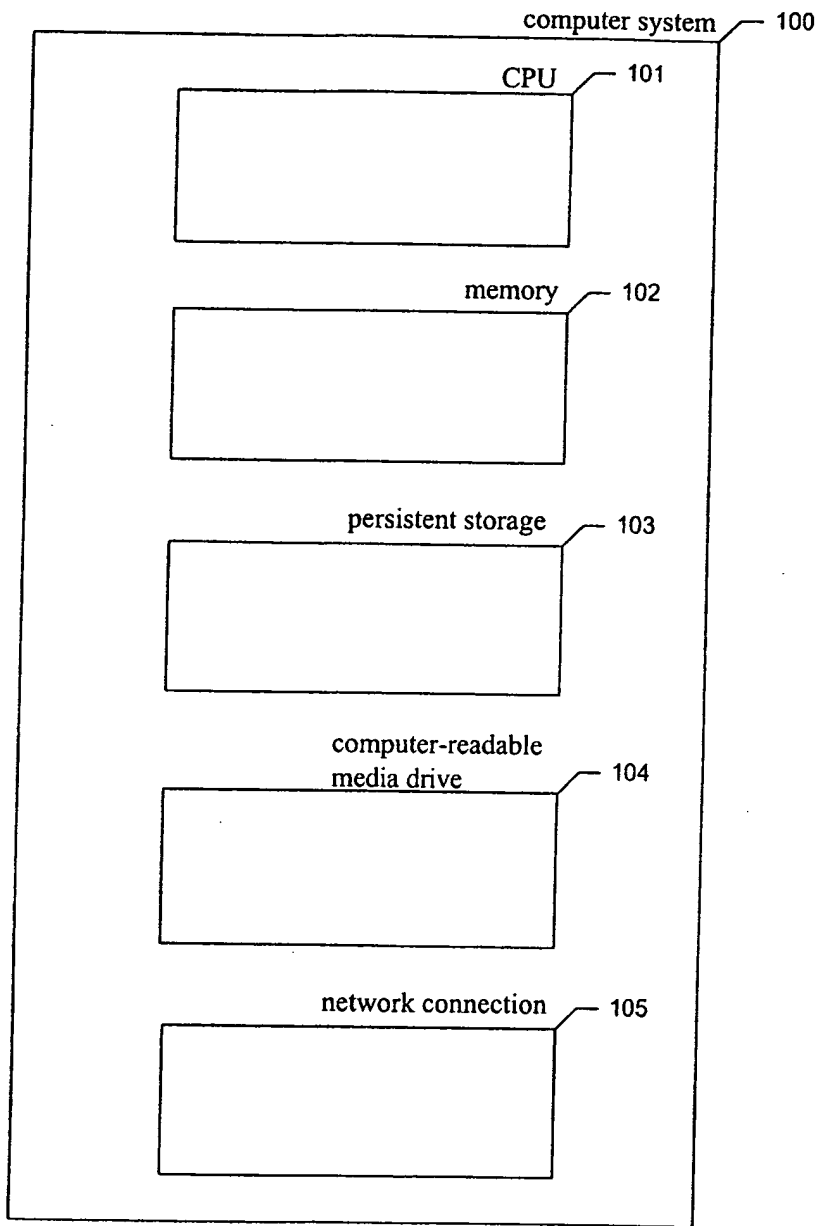 computer system 100
CPU 101
memory 102
persistent storage 103
computer-readable
media drive 104
network connection 105